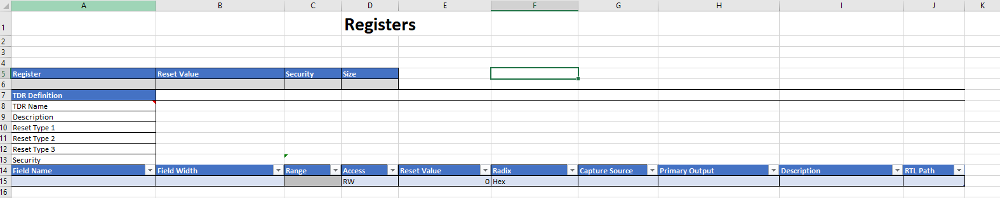 A B C D E F G H I J K
1 Registers
2
3
4
5 Register Reset Value Security Size
6
7 TDR Definition
8 TDR Name
9 Description
10 Reset Type 1
11 Reset Type 2
12 Reset Type 3
13 Security
14 Field Name Field Width Range Access Reset Value Radix Capture Source Primary Output Description RTL Path
15 RW 0 Hex
16